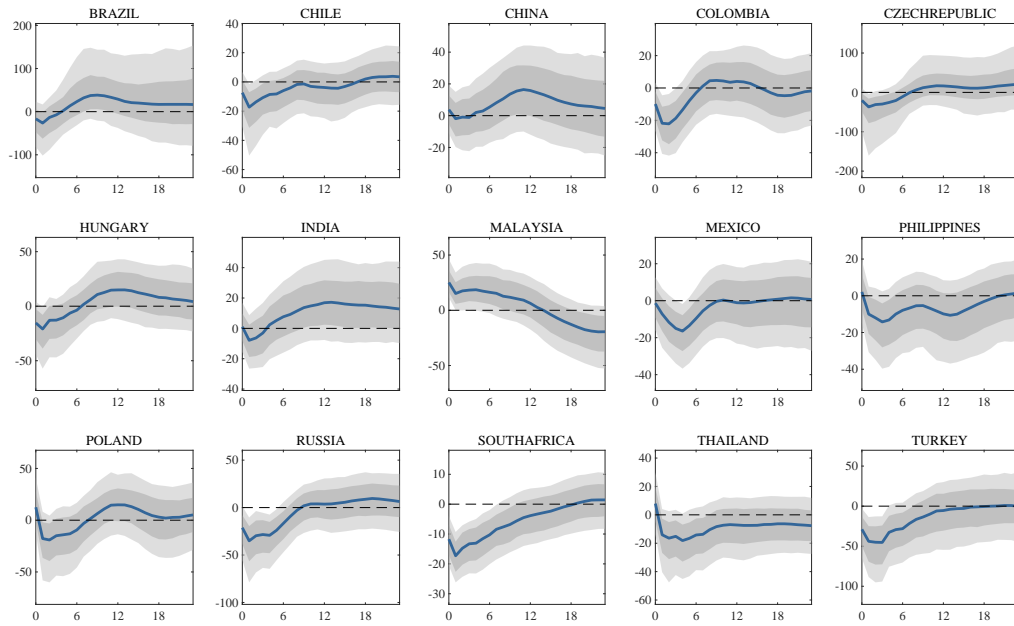 BRAZIL CHILE CHINA COLOMBIA CZECHREPUBLIC
200 40 40 20 100
100 20 20 0 0
0 0 0 -20 -100
-100 -20 -20 -40 -200
-40
-60
0 6 12 18 0 6 12 18 0 6 12 18 0 6 12 18 0 6 12 18
HUNGARY INDIA MALAYSIA MEXICO PHILIPPINES
50 40 50 20 20
0 20 0 0 0
-50 0 -50 -20 -20
-20 -40 -40
-40
0 6 12 18 0 6 12 18 0 6 12 18 0 6 12 18 0 6 12 18
POLAND RUSSIA SOUTHAFRICA THAILAND TURKEY
50 50 10 40 50
0 0 0 20 0
-50 -50 -10 0 -50
-100 -20 -20 -100
-30 -40
-60
0 6 12 18 0 6 12 18 0 6 12 18 0 6 12 18 0 6 12 18